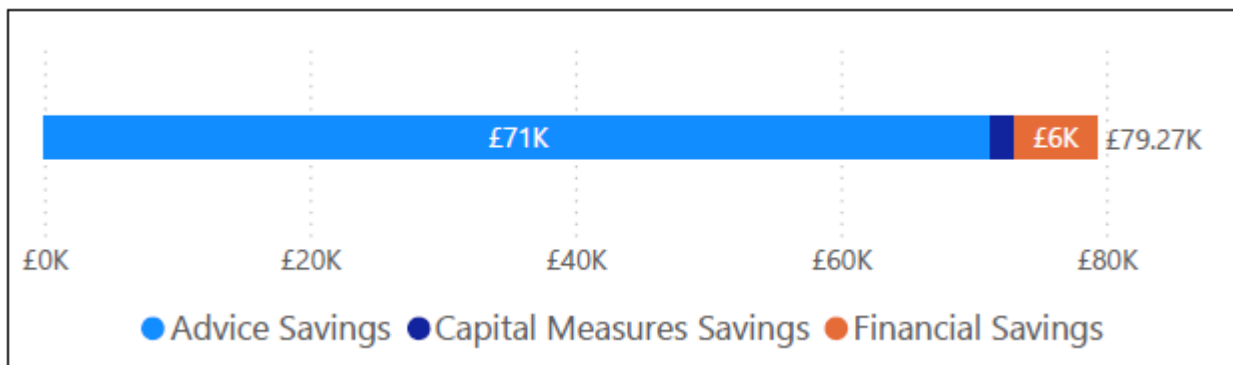 £71K £6K £79.27K
£0K £20K £40K £60K £80K
Advice Savings Capital Measures Savings Financial Savings